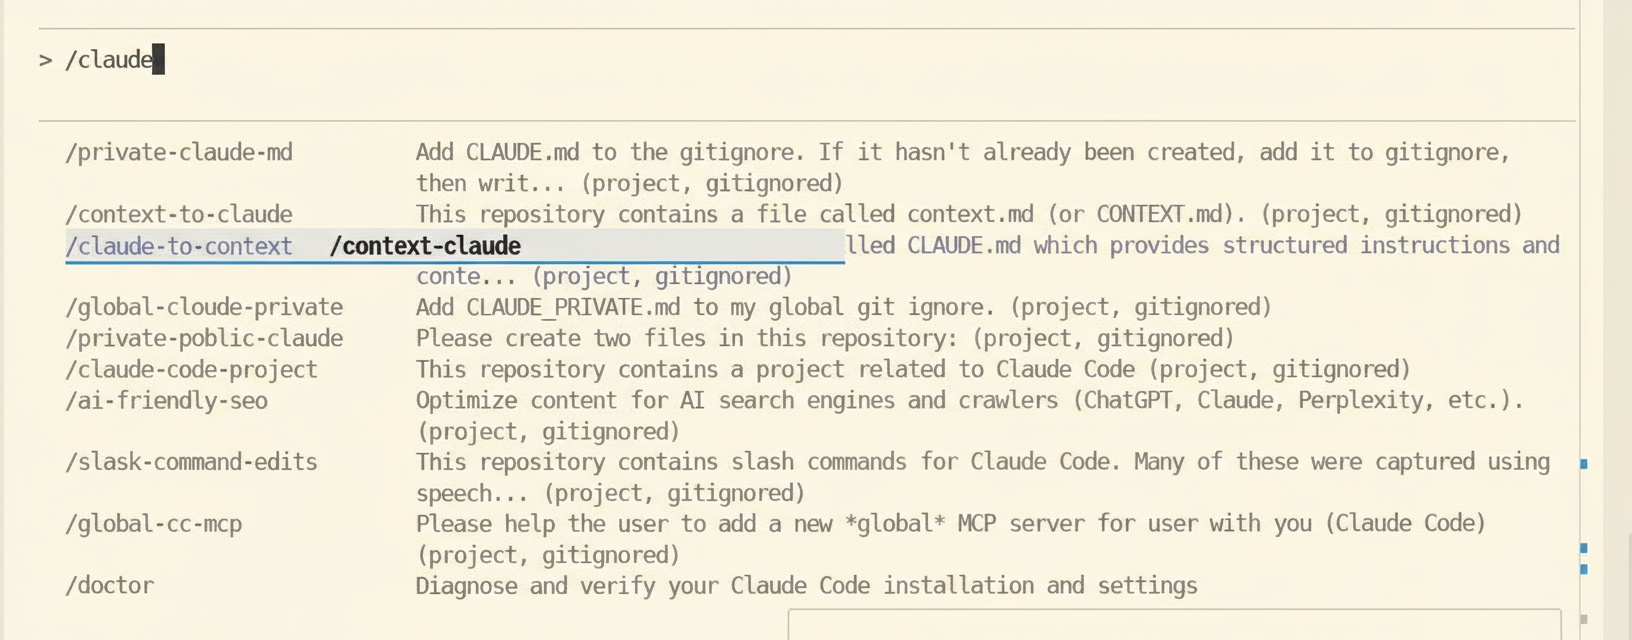 > /claude
/private-claude-md Add CLAUDE.md to the gitignore. If it hasn't already been created, add it to gitignore,
then writ... (project, gitignored)
/context-to-claude This repository contains a file called context.md (or CONTEXT.md). (project, gitignored)
/claude-to-context /context-claude lled CLAUDE.md which provides structured instructions and
conte... (project, gitignored)
/global-cloude-private Add CLAUDE_PRIVATE.md to my global git ignore. (project, gitignored)
/private-poblic-claude Please create two files in this repository: (project, gitignored)
/claude-code-project This repository contains a project related to Claude Code (project, gitignored)
/ai-friendly-seo Optimize content for AI search engines and crawlers (ChatGPT, Claude, Perplexity, etc.).
(project, gitignored)
/slask-command-edits This repository contains slash commands for Claude Code. Many of these were captured using
speech... (project, gitignored)
/global-cc-mcp Please help the user to add a new *global* MCP server for user with you (Claude Code)
(project, gitignored)
/doctor Diagnose and verify your Claude Code installation and settings